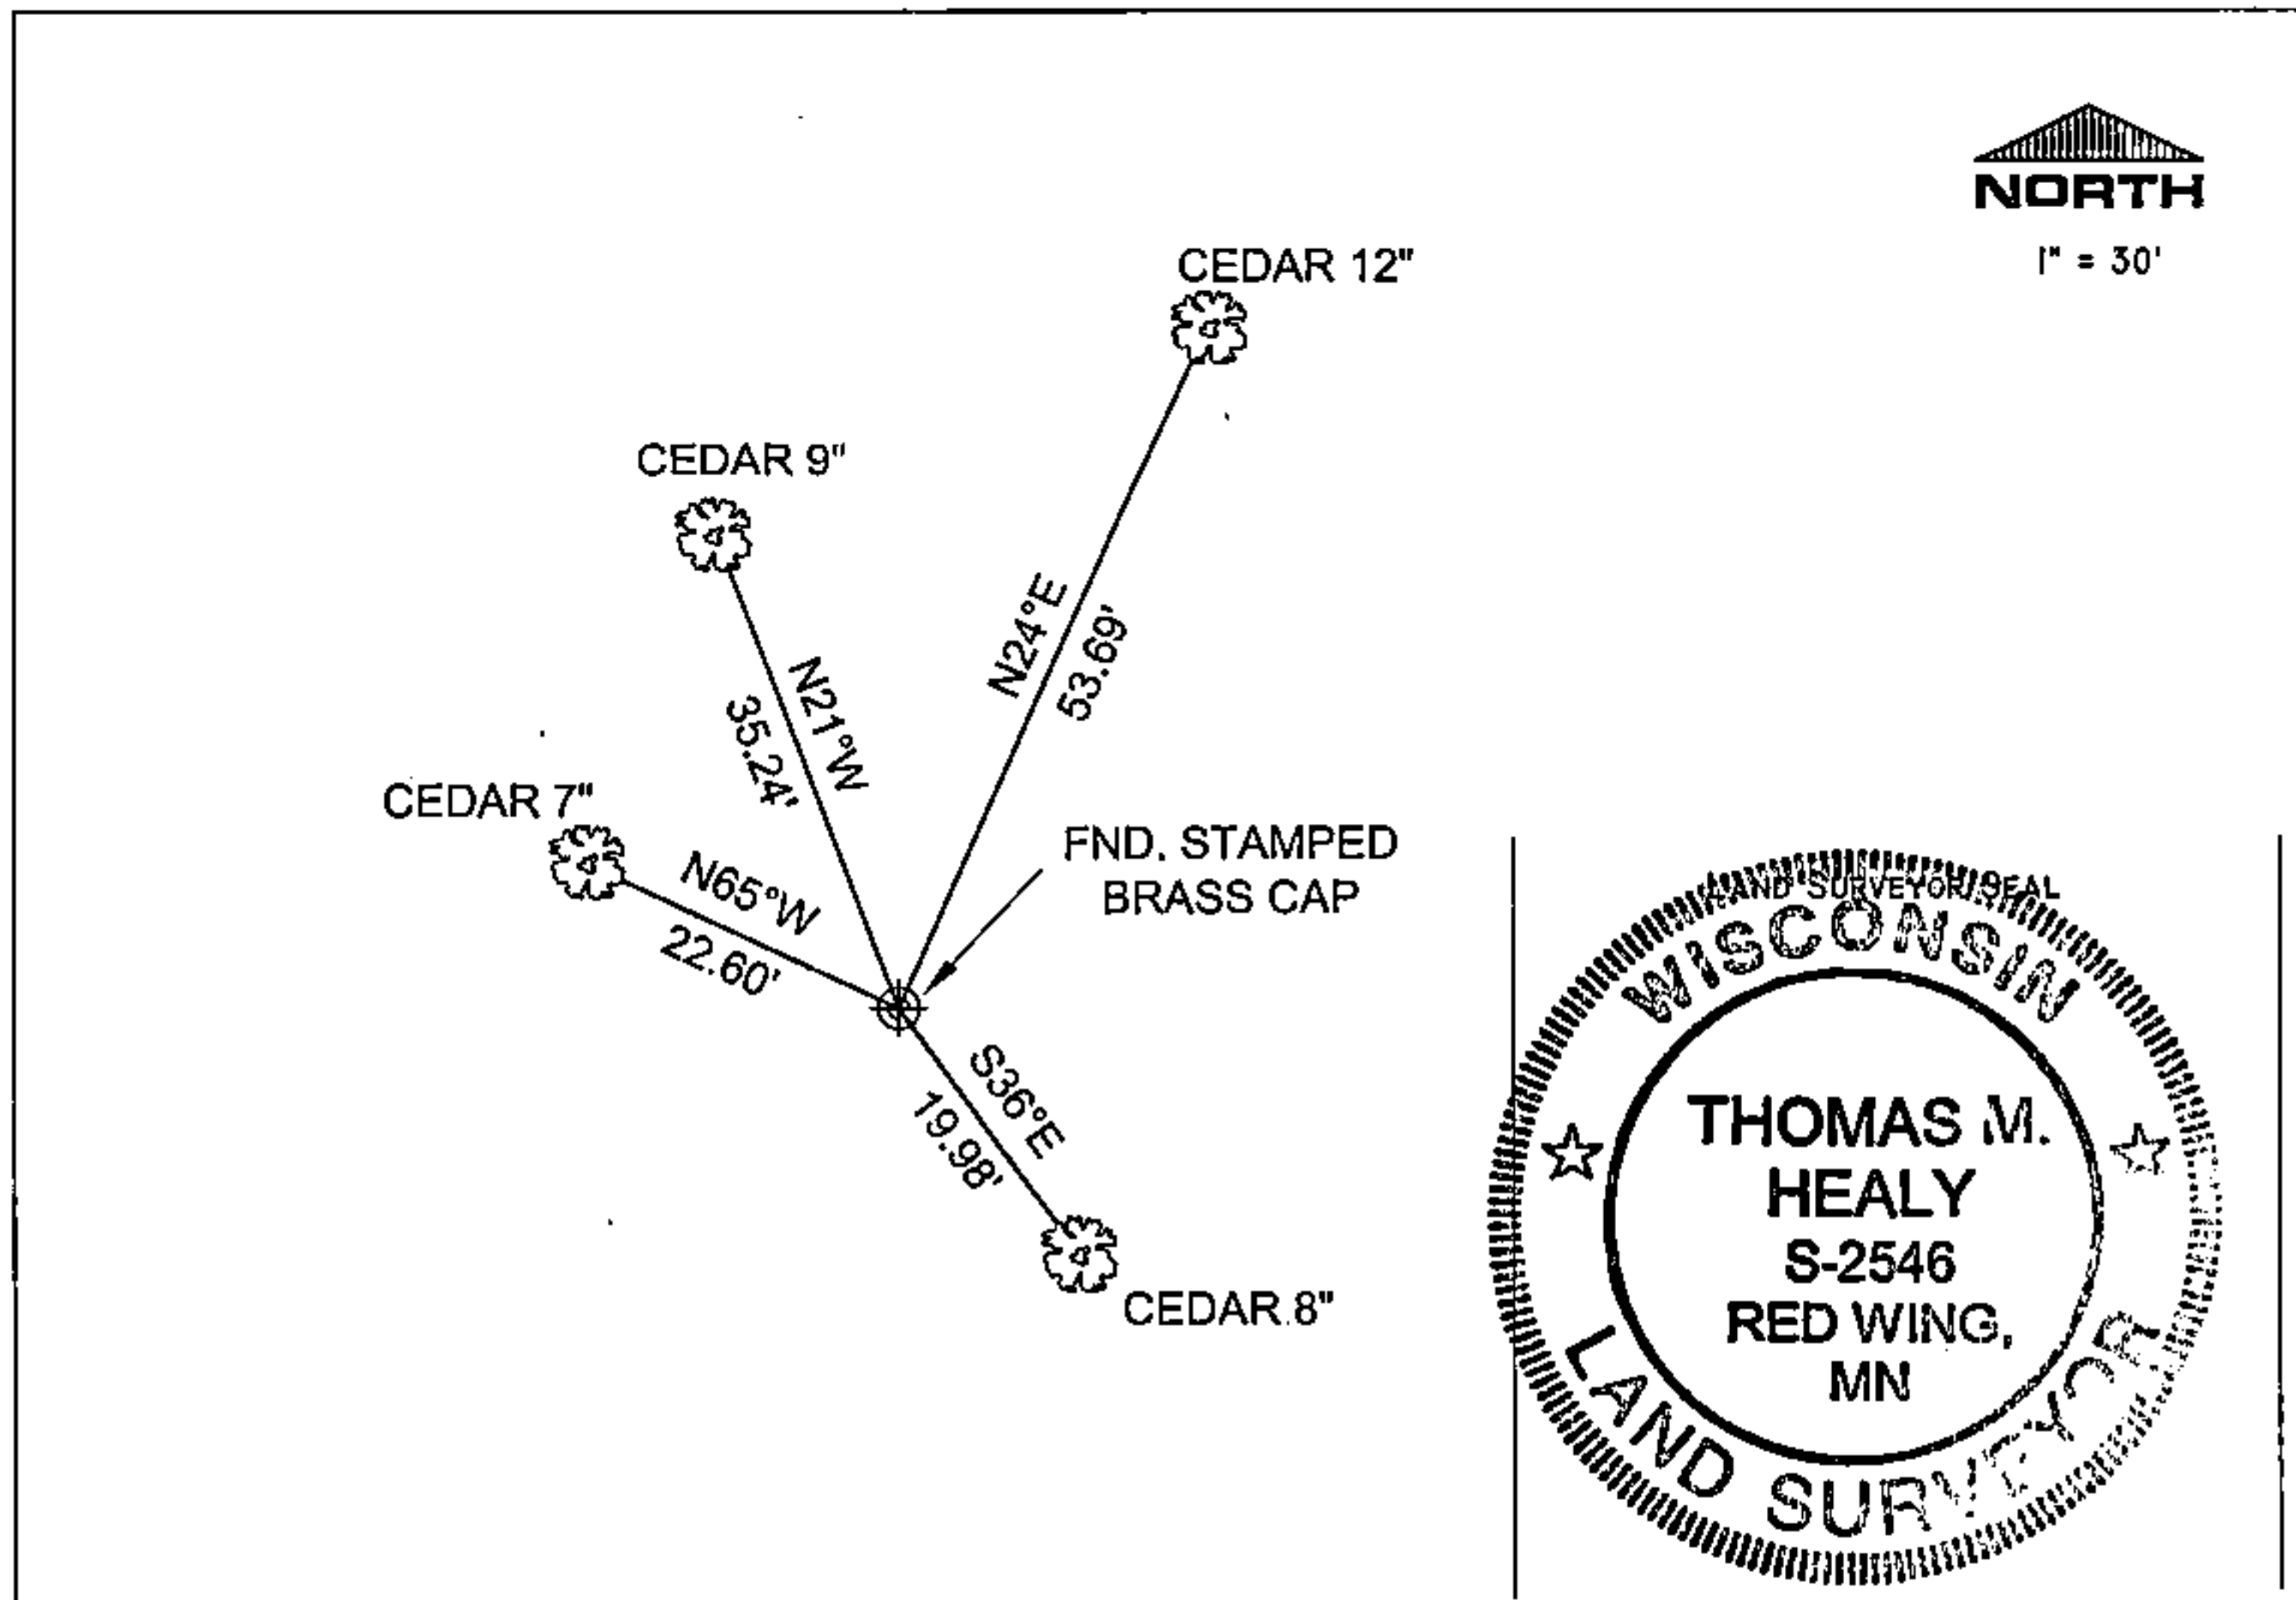 NORTH
1" = 30'
CEDAR 12"
CEDAR 9"
N24°E
53.69'
N21°W
35.24'
CEDAR 7"
N65°W
22.60'
FND. STAMPED
BRASS CAP
S36°E
19.98'
CEDAR 8"
LAND SURVEYOR SEAL
WISCONSIN
THOMAS M.
HEALY
S-2546
RED WING,
MN
LAND SURVEYOR